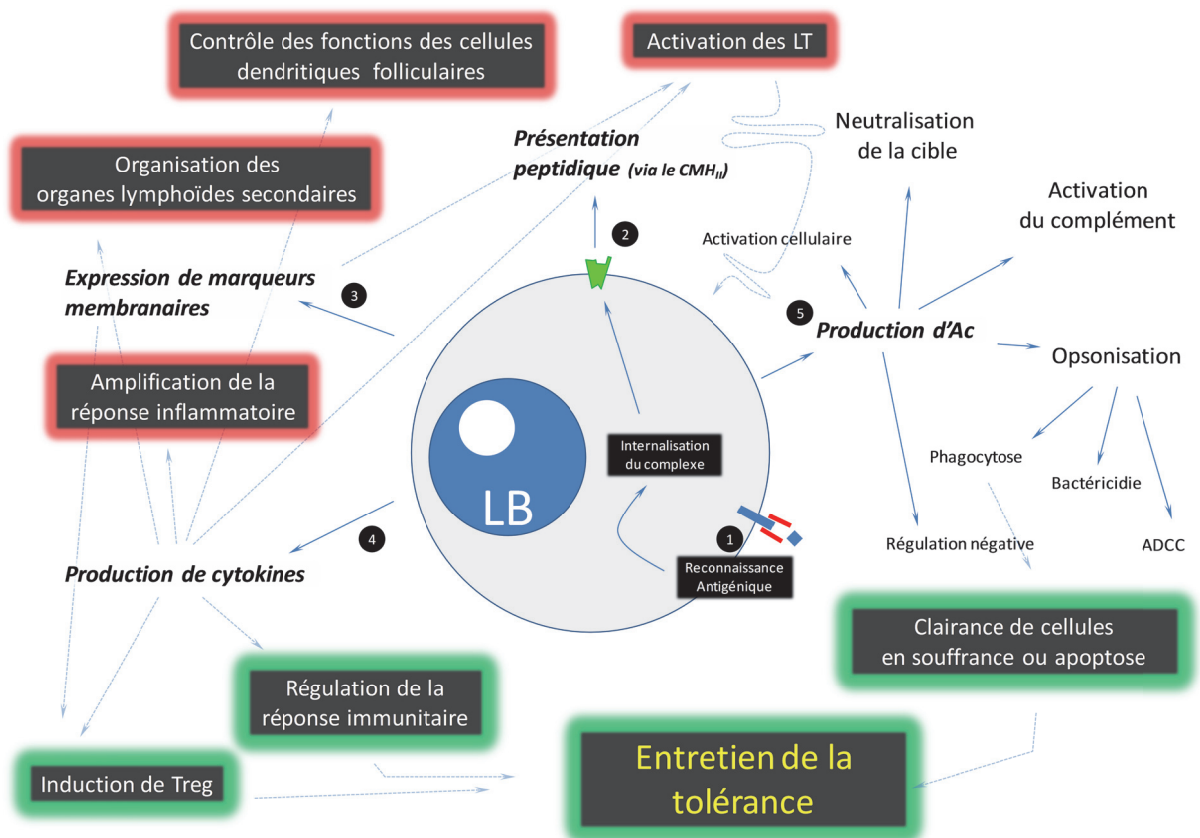 Contrôle des fonctions des cellules
dendritiques folliculaires
Activation des LT
Organisation des
organes lymphoïdes secondaires
Présentation
peptidique (via le CMHII)
Neutralisation
de la cible
Activation
du complément
2
Activation cellulaire
Expression de marqueurs
membranaires
3
5
Production d'Ac
Opsonisation
Amplification de la
réponse inflammatoire
Internalisation
du complexe
Phagocytose
Bactéricidie
LB
4
1
Régulation négative
ADCC
Production de cytokines
Reconnaissance
Antigénique
Clairance de cellules
en souffrance ou apoptose
Régulation de la
réponse immunitaire
Induction de Treg
Entretien de la
tolérance